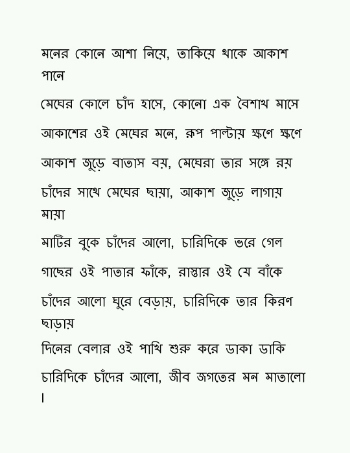 মনের কোনে আশা নিয়ে, তাকিয়ে থাকে আকাশ
পানে
মেঘের কোলে চাঁদ হাসে, কোনো এক বৈশাখ মাসে
আকাশের ওই মেঘের মনে, রূপ পাল্টায় ক্ষণে ক্ষণে
আকাশ জুড়ে বাতাস বয়, মেঘেরা তার সঙ্গে রয়
চাঁদের সাথে মেঘের ছায়া, আকাশ জুড়ে লাগায়
মায়া
মাটির বুকে চাঁদের আলো, চারিদিকে ভরে গেল
গাছের ওই পাতার ফাঁকে, রাস্তার ওই যে বাঁকে
চাঁদের আলো ঘুরে বেড়ায়, চারিদিকে তার কিরণ
ছাড়ায়
দিনের বেলার ওই পাখি শুরু করে ডাকা ডাকি
চারিদিকে চাঁদের আলো, জীব জগতের মন মাতালো
।